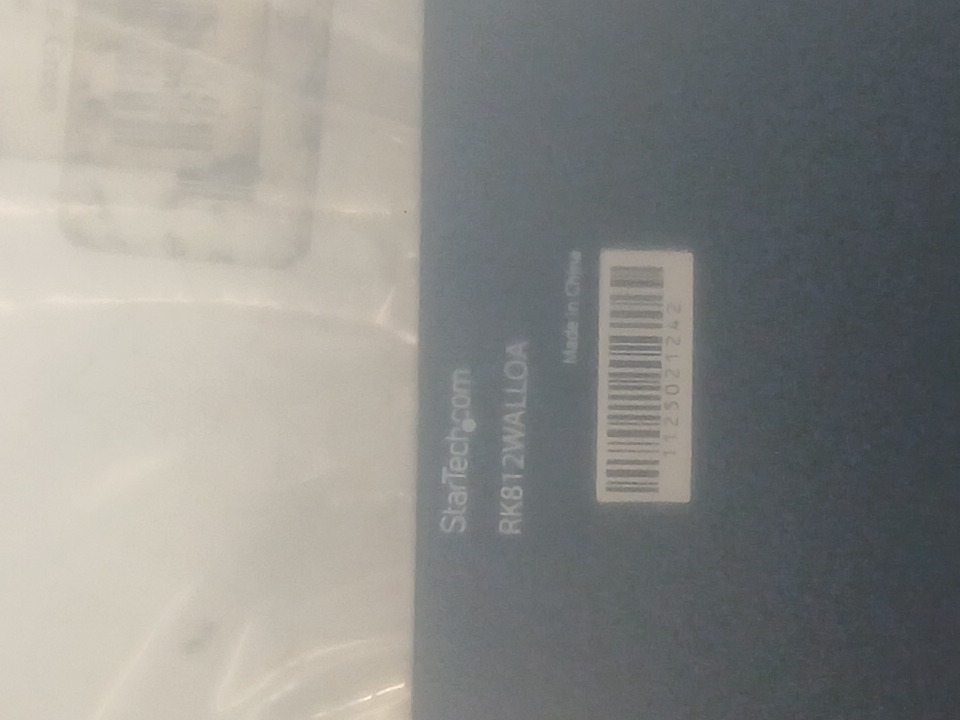 StarTech.com
RK812WALLOA
Made in China
1125021242